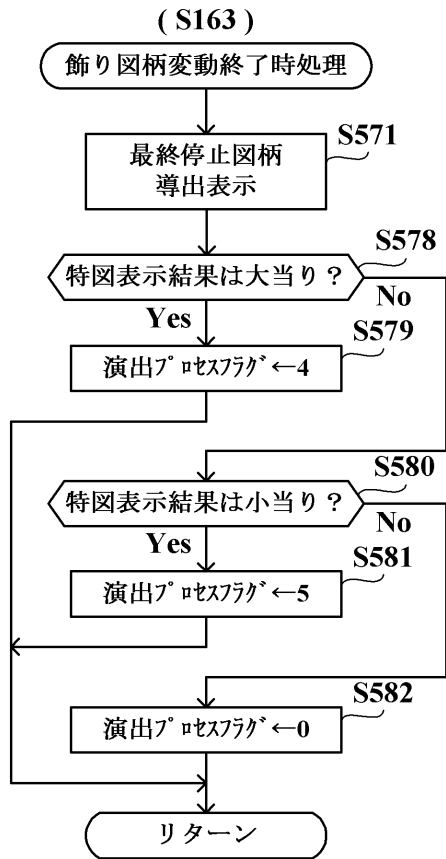 (S163)
飾り図柄変動終了時処理
S571
最終停止図柄
導出表示
S578
特図表示結果は大当り?
No
Yes
S579
演出ﾌﾟﾛｾｽﾌﾗｸﾞ←4
S580
特図表示結果は小当り?
No
Yes
S581
演出ﾌﾟﾛｾｽﾌﾗｸﾞ←5
S582
演出ﾌﾟﾛｾｽﾌﾗｸﾞ←0
リターン